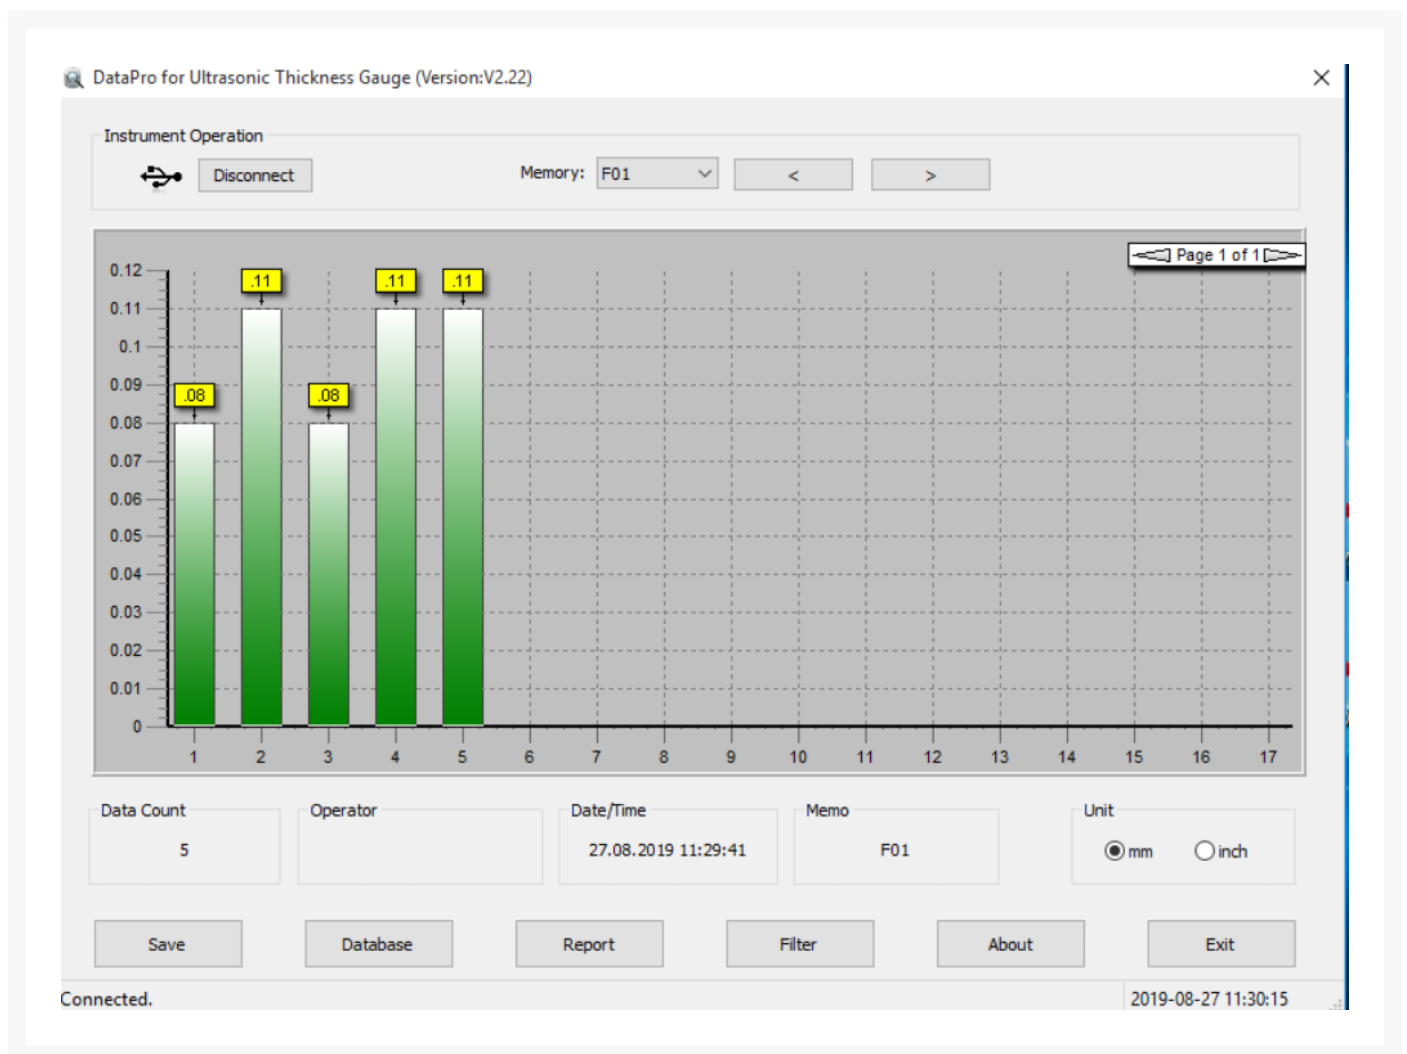 DataPro for Ultrasonic Thickness Gauge (Version:V2.22)
Instrument Operation
Disconnect
Memory: F01 < >
Page 1 of 1
0.12
0.11
0.1
0.09
0.08
0.07
0.06
0.05
0.04
0.03
0.02
0.01
0
.08 .11 .08 .11 .11
1 2 3 4 5 6 7 8 9 10 11 12 13 14 15 16 17
Data Count Operator Date/Time Memo Unit
5 27.08.2019 11:29:41 F01 mm inch
Save Database Report Filter About Exit
Connected. 2019-08-27 11:30:15